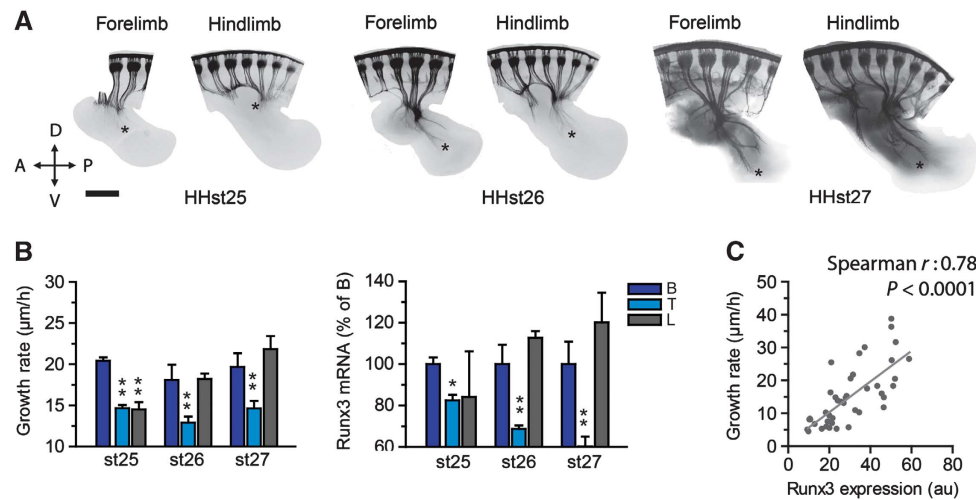 A
Forelimb Hindlimb Forelimb Hindlimb Forelimb Hindlimb
* * * * * *
D
A P
V
HHst25 HHst26 HHst27
B
Growth rate (µm/h)
30
25
20
15
10
** ** ** **
st25 st26 st27
Runx3 mRNA (% of B)
140
120
100
80
60
* ** **
st25 st26 st27
B
T
L
C
Spearman r : 0.78
P < 0.0001
Growth rate (µm/h)
50
40
30
20
10
0
0 20 40 60 80
Runx3 expression (au)